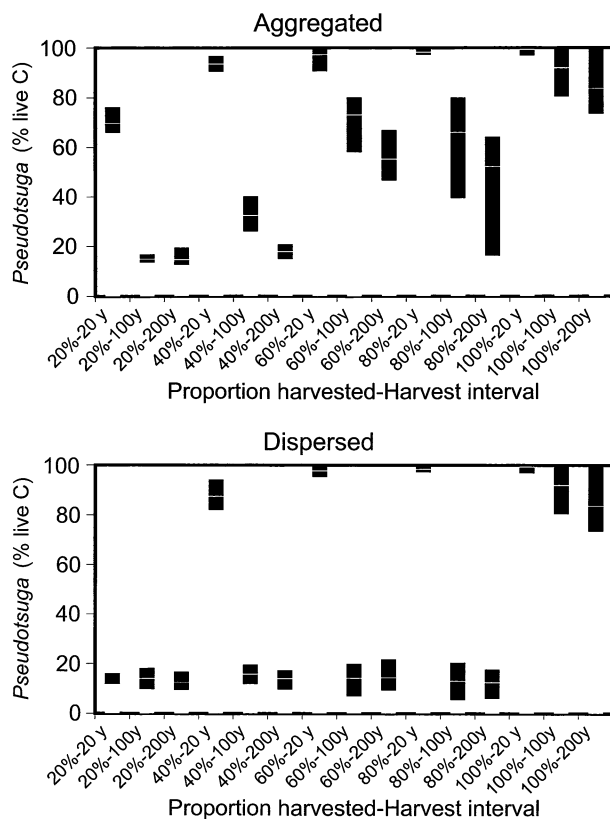 Aggregated
Pseudotsuga (% live C)
100
80
60
40
20
0
20%-20 y
20%-100y
20%-200y
40%-20 y
40%-100y
40%-200y
60%-20 y
60%-100y
60%-200y
80%-20 y
80%-100y
80%-200y
100%-20 y
100%-100y
100%-200y
Proportion harvested-Harvest interval
Dispersed
Pseudotsuga (% live C)
100
80
60
40
20
0
20%-20 y
20%-100y
20%-200y
40%-20 y
40%-100y
40%-200y
60%-20 y
60%-100y
60%-200y
80%-20 y
80%-100y
80%-200y
100%-20 y
100%-100y
100%-200y
Proportion harvested-Harvest interval